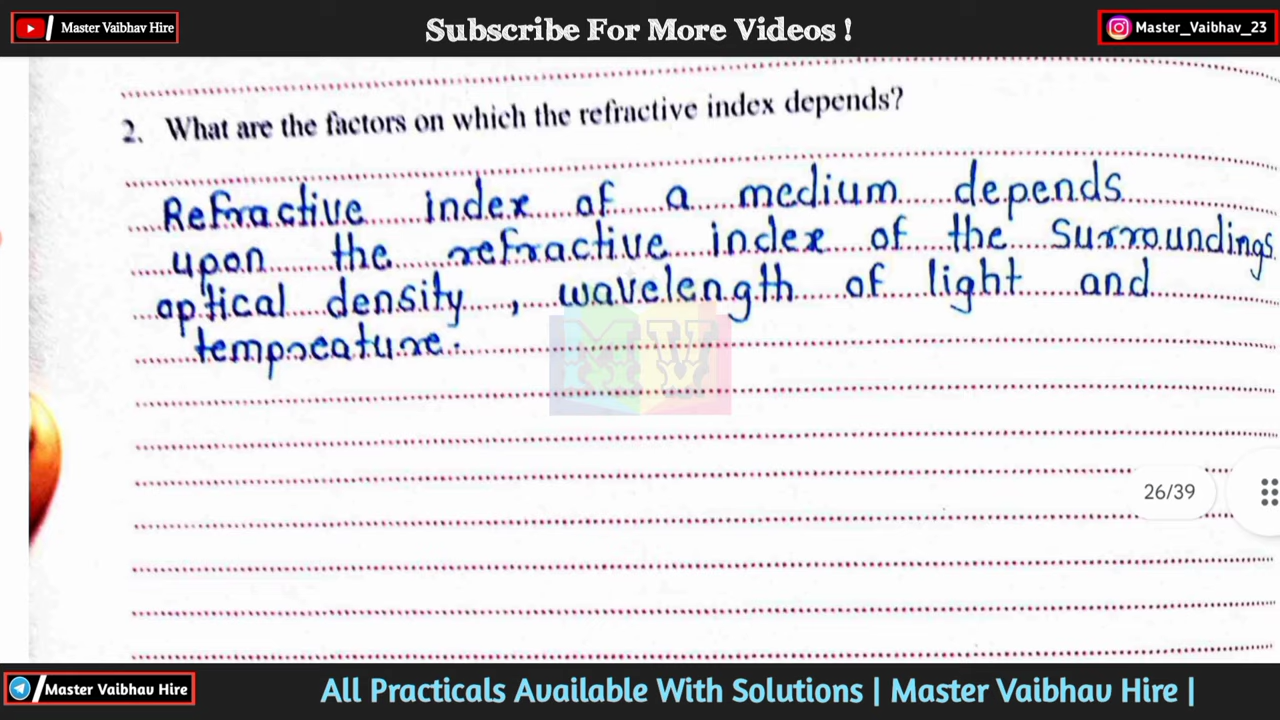 Master Vaibhav Hire
Subscribe For More Videos !
Master_Vaibhav_23
2. What are the factors on which the refractive index depends?
Refractive index of a medium depends
upon the refractive index of the surroundings
optical density, wavelength of light and
tempreature.
MV
26/39
Master Vaibhav Hire
All Practicals Available With Solutions | Master Vaibhav Hire |